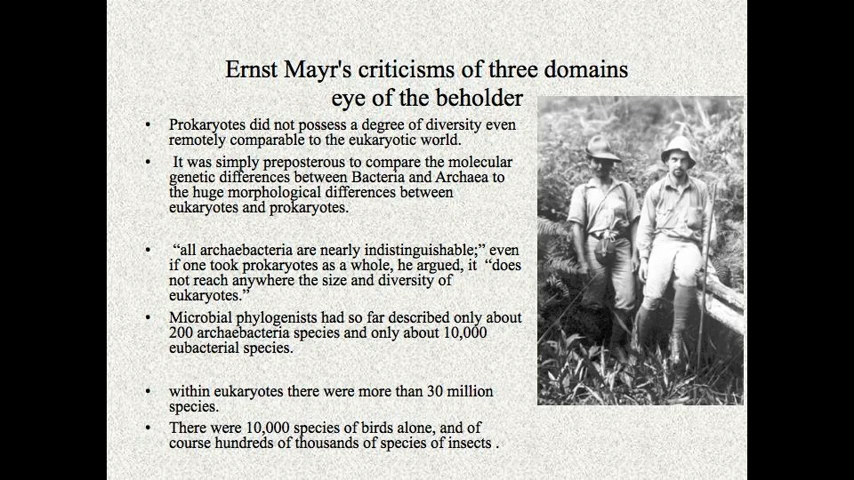 Ernst Mayr's criticisms of three domains
eye of the beholder
• Prokaryotes did not possess a degree of diversity even
remotely comparable to the eukaryotic world.
• It was simply preposterous to compare the molecular
genetic differences between Bacteria and Archaea to
the huge morphological differences between
eukaryotes and prokaryotes.
• “all archaebacteria are nearly indistinguishable;” even
if one took prokaryotes as a whole, he argued, it “does
not reach anywhere the size and diversity of
eukaryotes.”
• Microbial phylogenists had so far described only about
200 archaebacteria species and only about 10,000
eubacterial species.
• within eukaryotes there were more than 30 million
species.
• There were 10,000 species of birds alone, and of
course hundreds of thousands of species of insects .